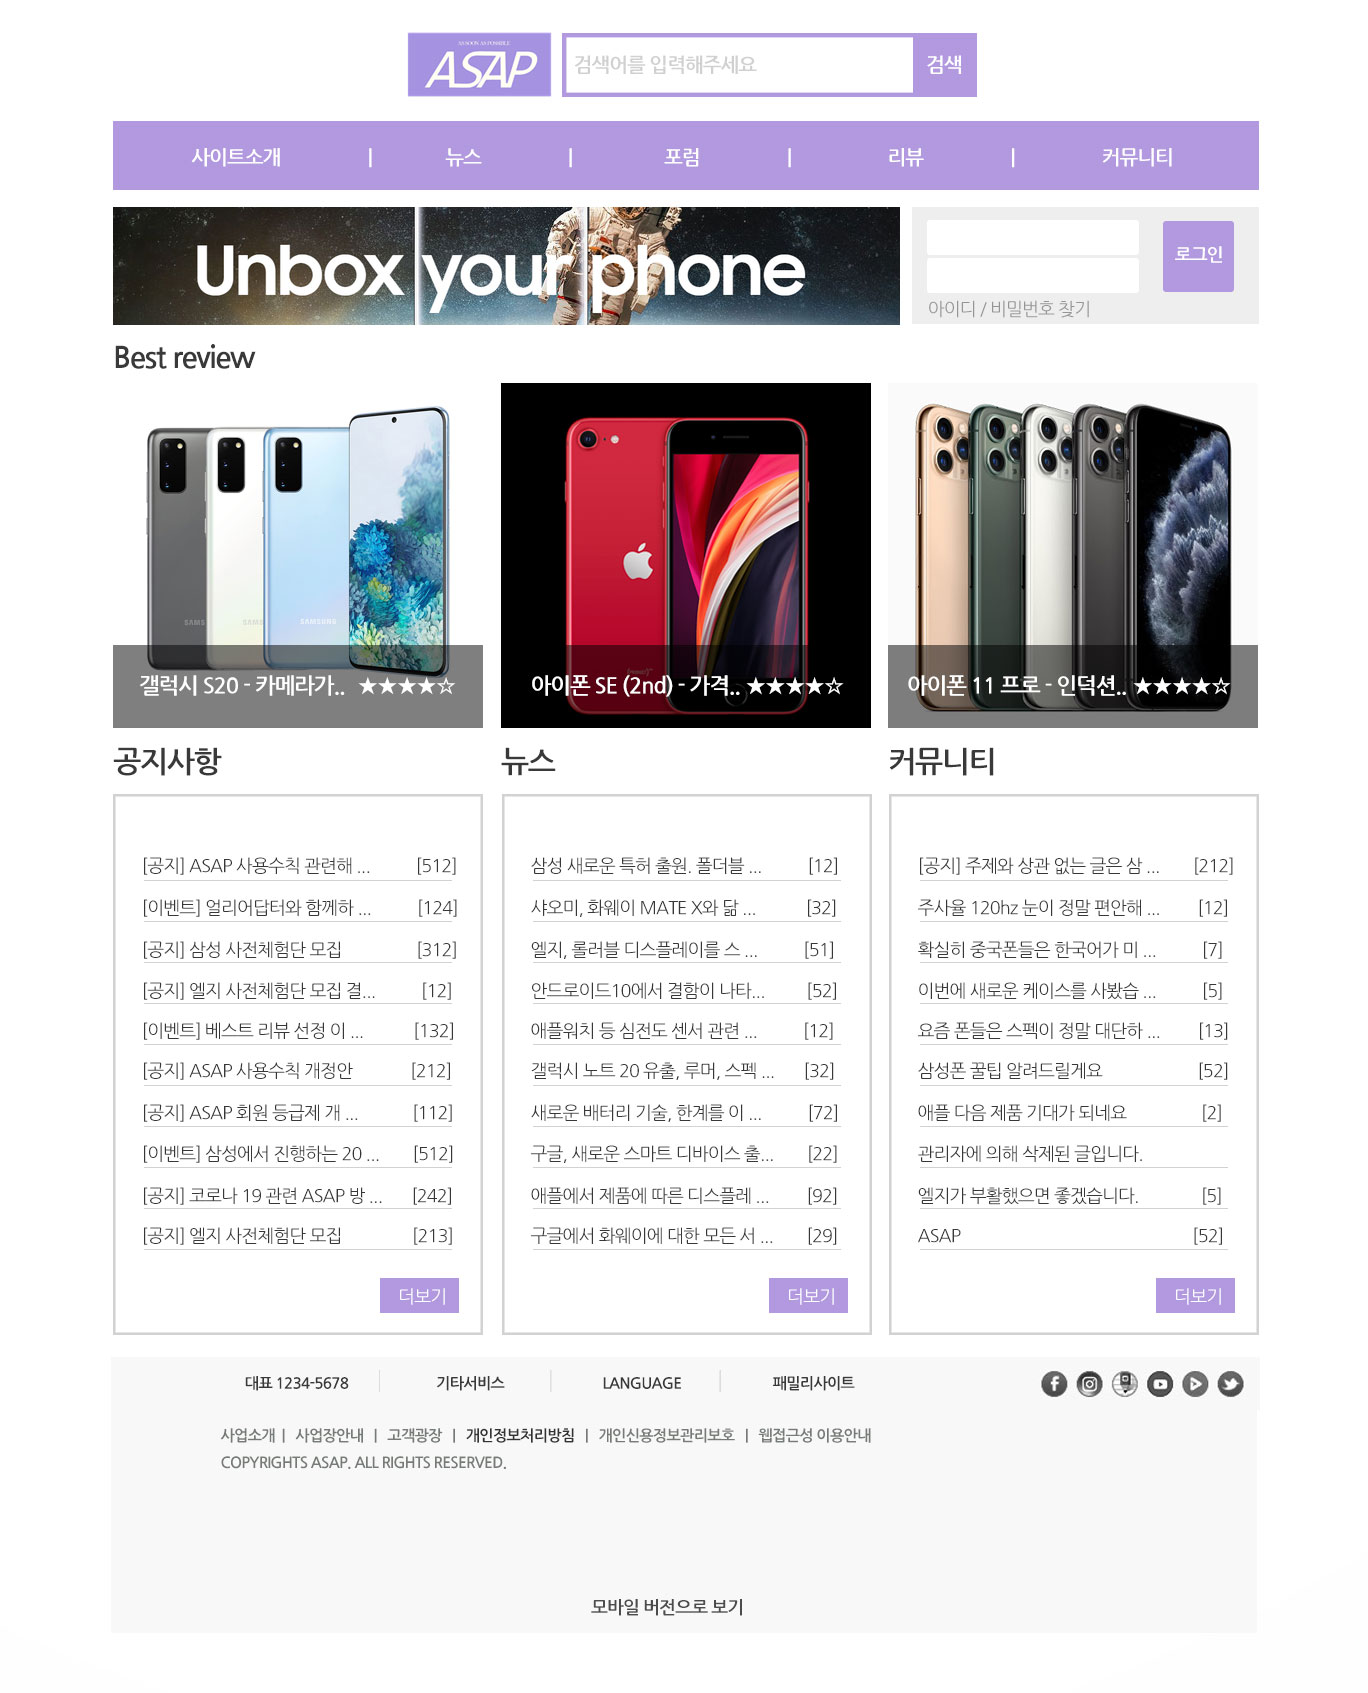 AS SOON AS POSSIBLE
ASAP
검색어를 입력해주세요
검색
사이트소개 | 뉴스 | 포럼 | 리뷰 | 커뮤니티
Unbox your phone
로그인
아이디 / 비밀번호 찾기
Best review
SAMSUNG
갤럭시 S20 - 카메라가.. ★★★★☆
아이폰 SE (2nd) - 가격.. ★★★★☆
아이폰 11 프로 - 인덕션.. ★★★★☆
공지사항
[공지] ASAP 사용수칙 관련해 ... [512]
[이벤트] 얼리어답터와 함께하 ... [124]
[공지] 삼성 사전체험단 모집 [312]
[공지] 엘지 사전체험단 모집 결... [12]
[이벤트] 베스트 리뷰 선정 이 ... [132]
[공지] ASAP 사용수칙 개정안 [212]
[공지] ASAP 회원 등급제 개 ... [112]
[이벤트] 삼성에서 진행하는 20 ... [512]
[공지] 코로나 19 관련 ASAP 방 ... [242]
[공지] 엘지 사전체험단 모집 [213]
더보기
뉴스
삼성 새로운 특허 출원. 폴더블 ... [12]
샤오미, 화웨이 MATE X와 닮 ... [32]
엘지, 롤러블 디스플레이를 스 ... [51]
안드로이드10에서 결함이 나타... [52]
애플워치 등 심전도 센서 관련 ... [12]
갤럭시 노트 20 유출, 루머, 스펙 ... [32]
새로운 배터리 기술, 한계를 이 ... [72]
구글, 새로운 스마트 디바이스 출... [22]
애플에서 제품에 따른 디스플레 ... [92]
구글에서 화웨이에 대한 모든 서 ... [29]
더보기
커뮤니티
[공지] 주제와 상관 없는 글은 삼 ... [212]
주사율 120hz 눈이 정말 편안해 ... [12]
확실히 중국폰들은 한국어가 미 ... [7]
이번에 새로운 케이스를 사봤습 ... [5]
요즘 폰들은 스펙이 정말 대단하 ... [13]
삼성폰 꿀팁 알려드릴게요 [52]
애플 다음 제품 기대가 되네요 [2]
관리자에 의해 삭제된 글입니다.
엘지가 부활했으면 좋겠습니다. [5]
ASAP [52]
더보기
대표 1234-5678 기타서비스 LANGUAGE 패밀리사이트
사업소개 | 사업장안내 | 고객광장 | 개인정보처리방침 | 개인신용정보관리보호 | 웹접근성 이용안내
COPYRIGHTS ASAP. ALL RIGHTS RESERVED.
모바일 버전으로 보기